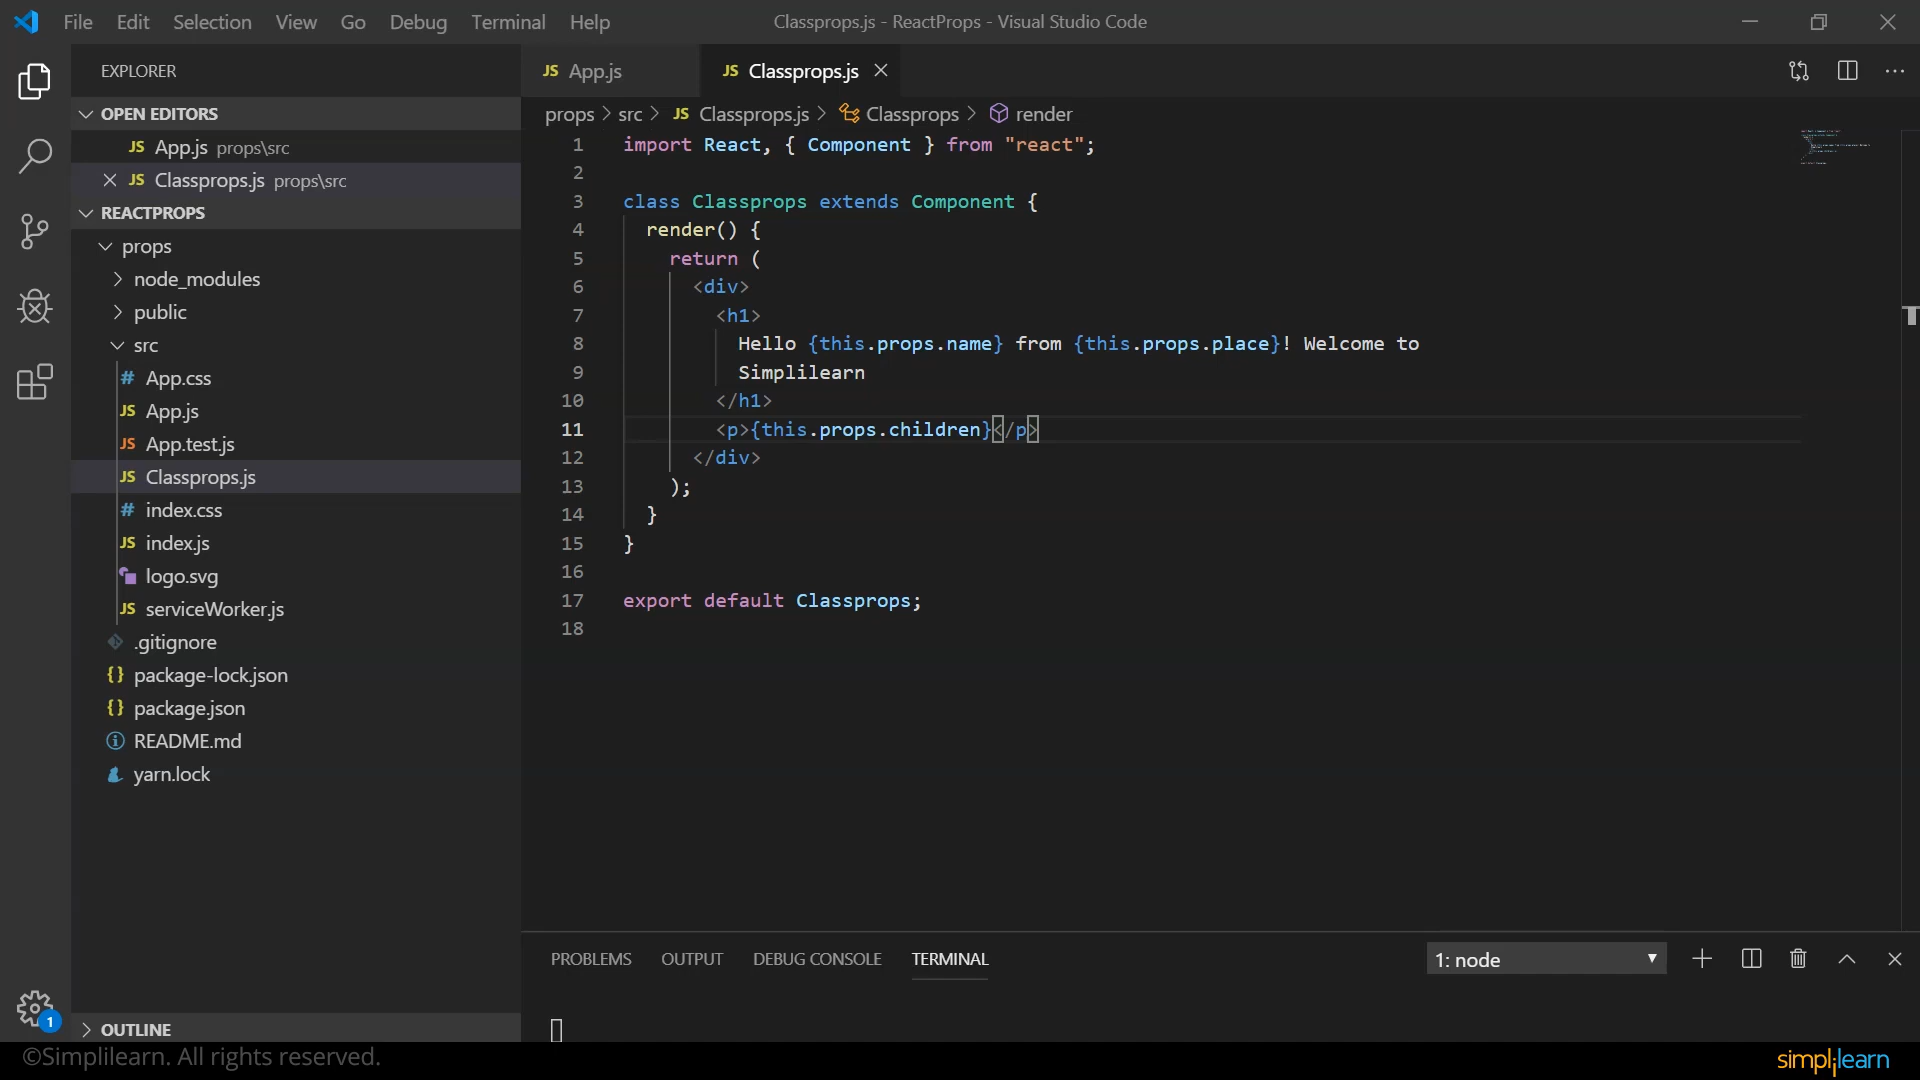 File Edit Selection View Go Debug Terminal Help Classprops.js - ReactProps - Visual Studio Code
EXPLORER
OPEN EDITORS
JS App.js props\src
JS Classprops.js props\src
REACTPROPS
props
node_modules
public
src
# App.css
JS App.js
JS App.test.js
JS Classprops.js
# index.css
JS index.js
logo.svg
JS serviceWorker.js
.gitignore
{} package-lock.json
{} package.json
README.md
yarn.lock
OUTLINE
1
JS App.js JS Classprops.js
props > src > JS Classprops.js > Classprops > render
1 import React, { Component } from "react";
2
3 class Classprops extends Component {
4 render() {
5 return (
6 <div>
7 <h1>
8 Hello {this.props.name} from {this.props.place}! Welcome to
9 Simplilearn
10 </h1>
11 <p>{this.props.children}</p>
12 </div>
13 );
14 }
15 }
16
17 export default Classprops;
18
PROBLEMS OUTPUT DEBUG CONSOLE TERMINAL 1: node
©Simplilearn. All rights reserved. simplilearn